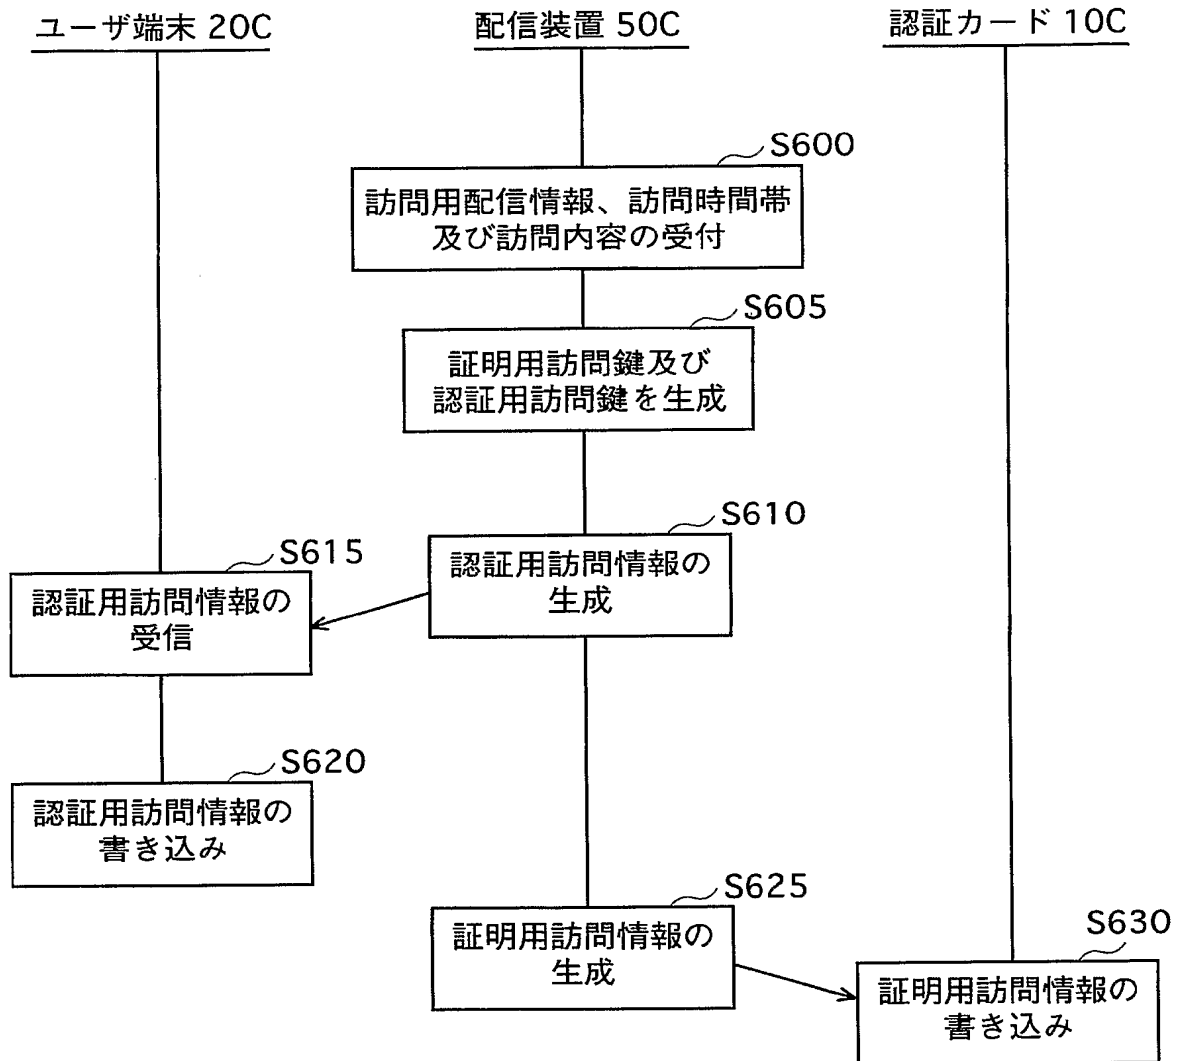 ユーザ端末 20C
配信装置 50C
認証カード 10C
S600
訪問用配信情報、訪問時間帯
及び訪問内容の受付
S605
証明用訪問鍵及び
認証用訪問鍵を生成
S610
認証用訪問情報の
生成
S615
認証用訪問情報の
受信
S620
認証用訪問情報の
書き込み
S625
証明用訪問情報の
生成
S630
証明用訪問情報の
書き込み